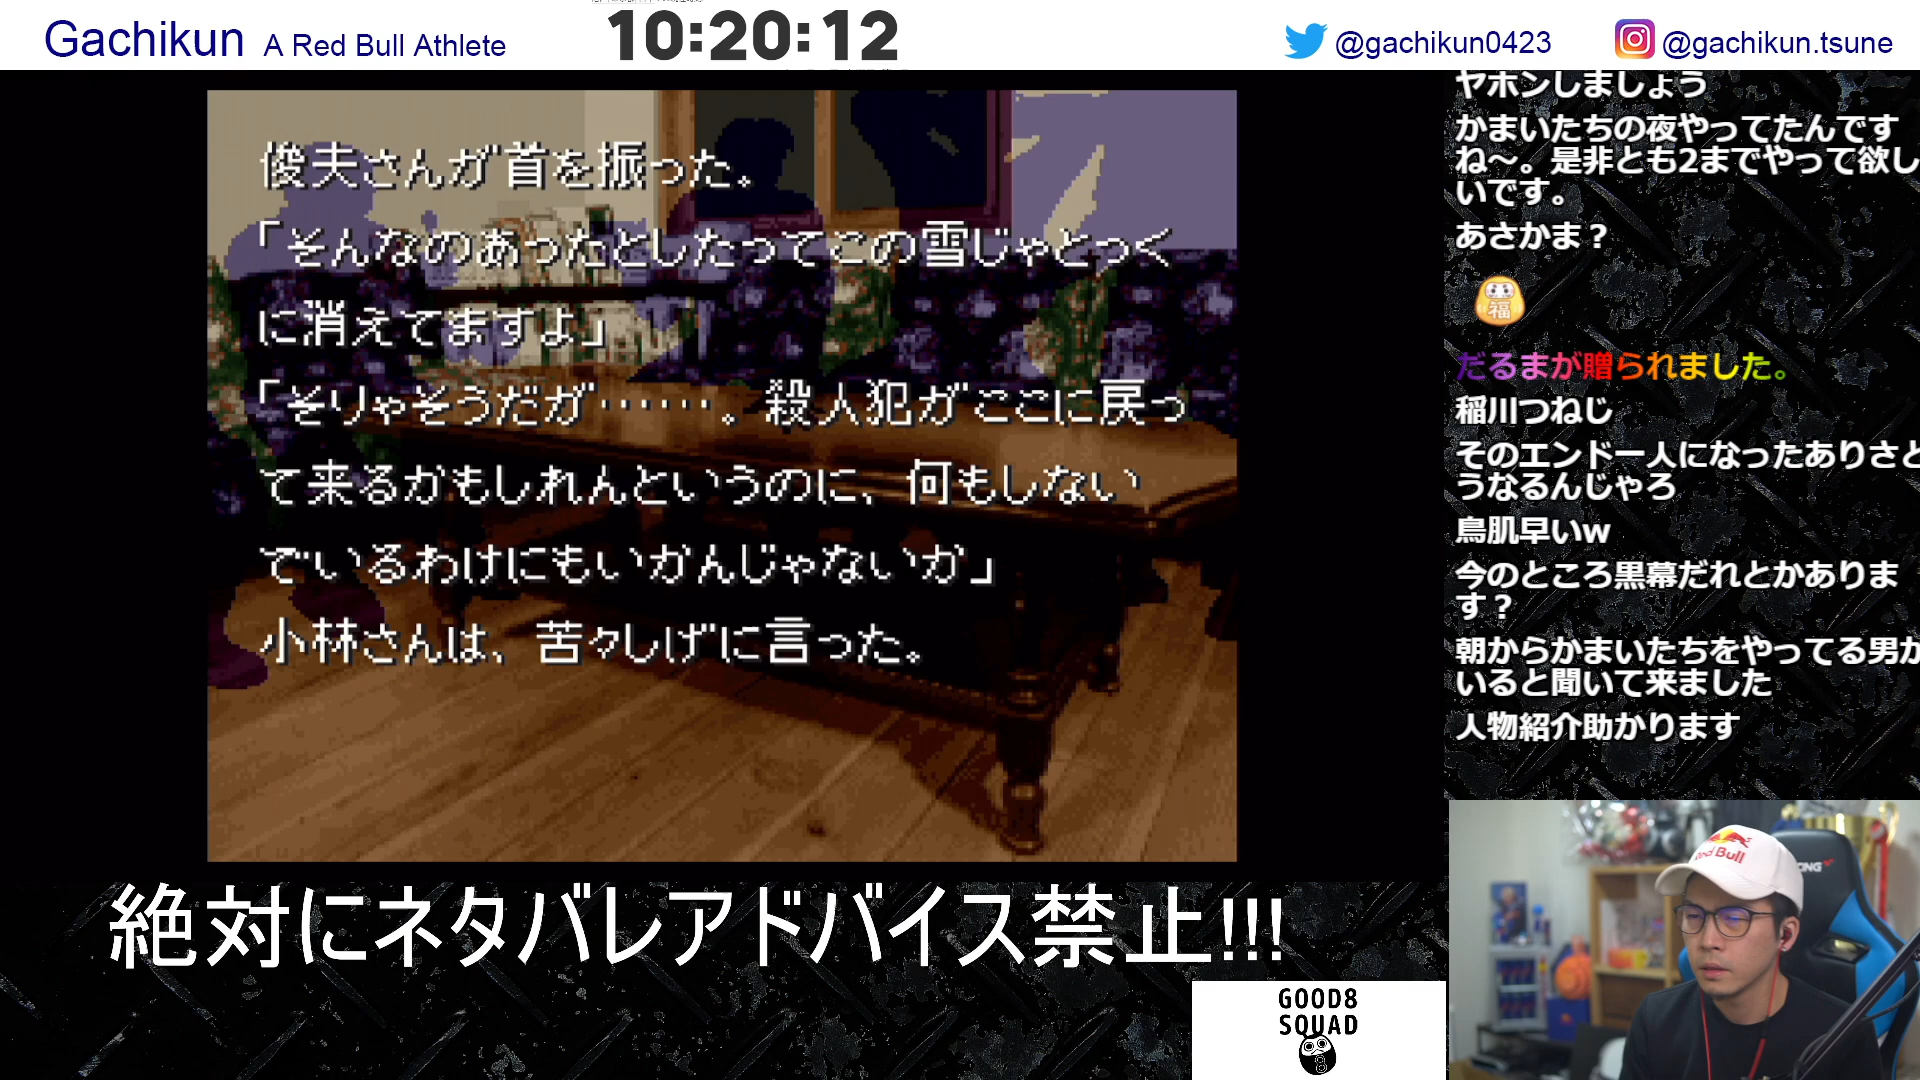 Gachikun A Red Bull Athlete
10:20:12
@gachikun0423
@gachikun.tsune
俊夫さんが首を振った。
「そんなのあったとしたってこの雪じゃとっく
に消えてますよ」
「そりゃそうだが……。殺人犯がここに戻っ
て来るかもしれんというのに、何もしない
でいるわけにもいかんじゃないか」
小林さんは、苦々しげに言った。
ヤホンしましょう
かまいたちの夜やってたんです
ね～。是非とも2までやって欲し
いです。
あさかま？
福
だるまが贈られました。
稲川つねじ
そのエンドー人になったありさと
うなるんじゃろ
鳥肌早いw
今のところ黒幕だれとかありま
す？
朝からかまいたちをやってる男が
いると聞いて来ました
人物紹介助かります
絶対にネタバレアドバイス禁止!!!
GOOD8
SQUAD
Red Bull